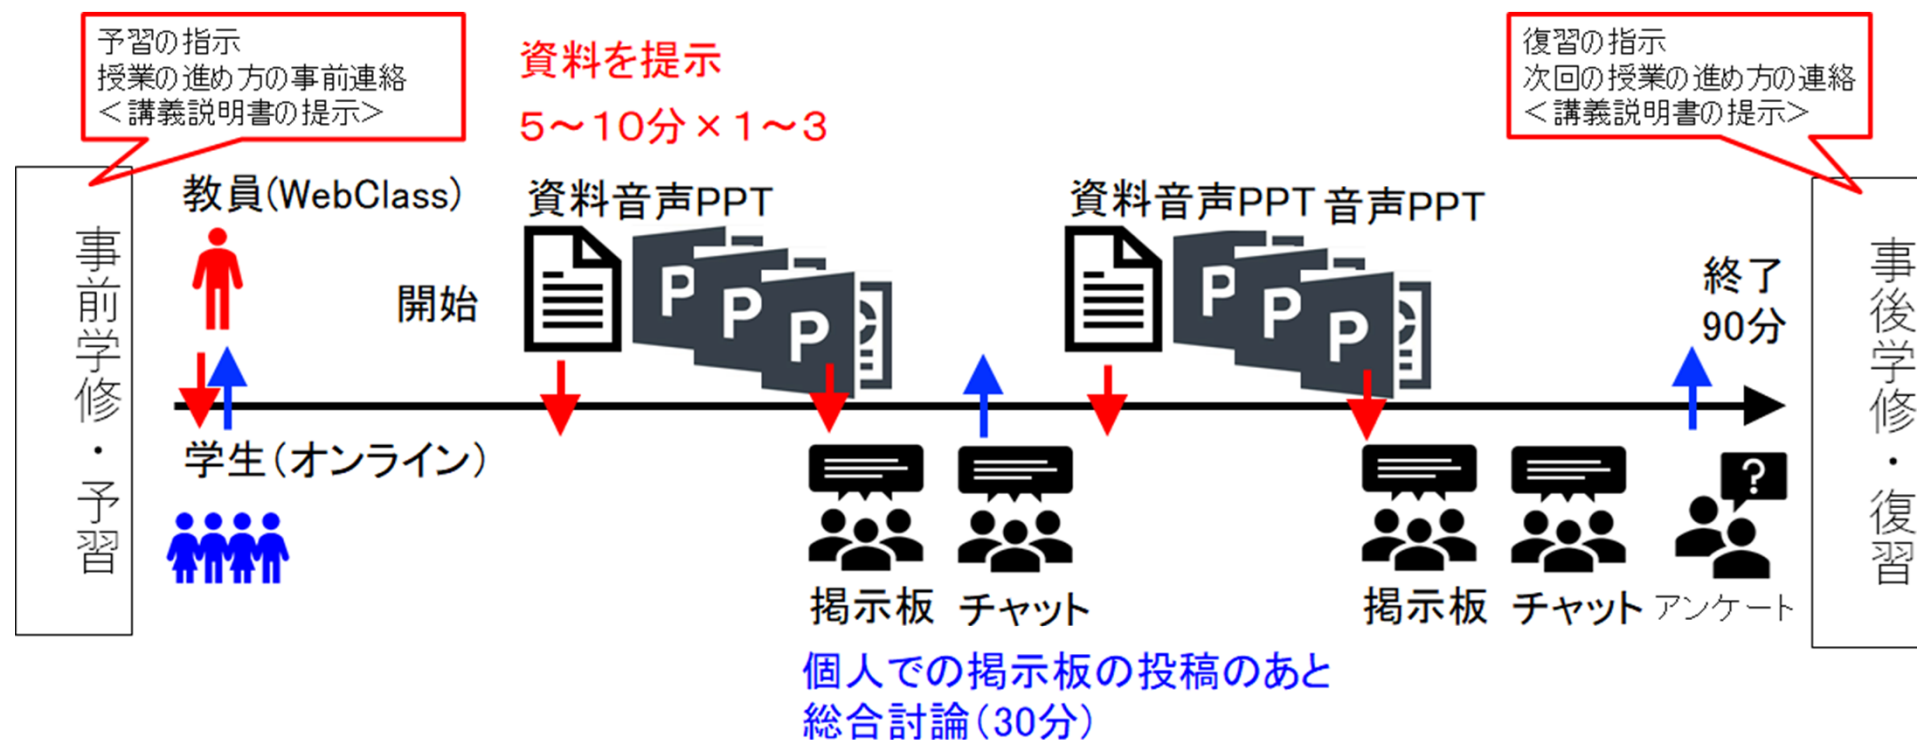 予習の指示
授業の進め方の事前連絡
＜講義説明書の提示＞
資料を提示
5～10分×1～3
復習の指示
次回の授業の進め方の連絡
＜講義説明書の提示＞
事前学修・予習
教員(WebClass)
開始
資料音声PPT
P
P
P
資料音声PPT 音声PPT
P
P
P
終了
90分
事後学修・復習
学生（オンライン）
?
掲示板 チャット
掲示板 チャット アンケート
個人での掲示板の投稿のあと
総合討論（30分）